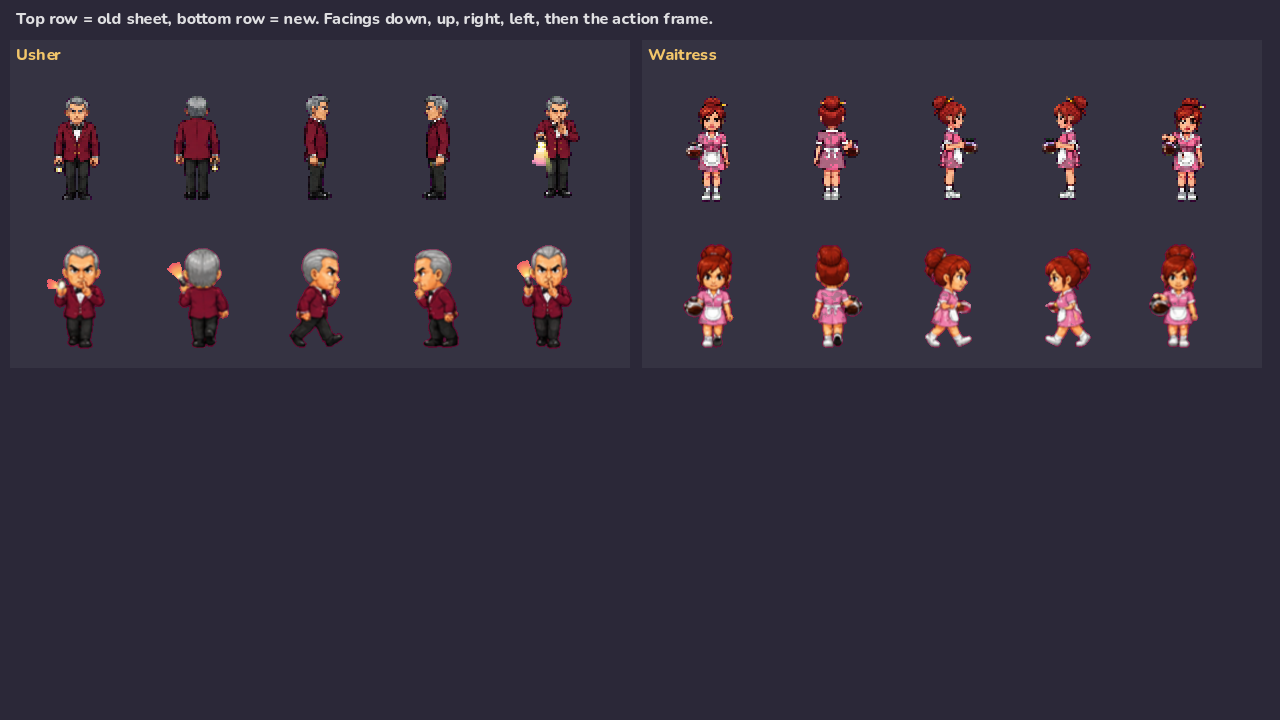 Top row = old sheet, bottom row = new. Facings down, up, right, left, then the action frame.
Usher
Waitress